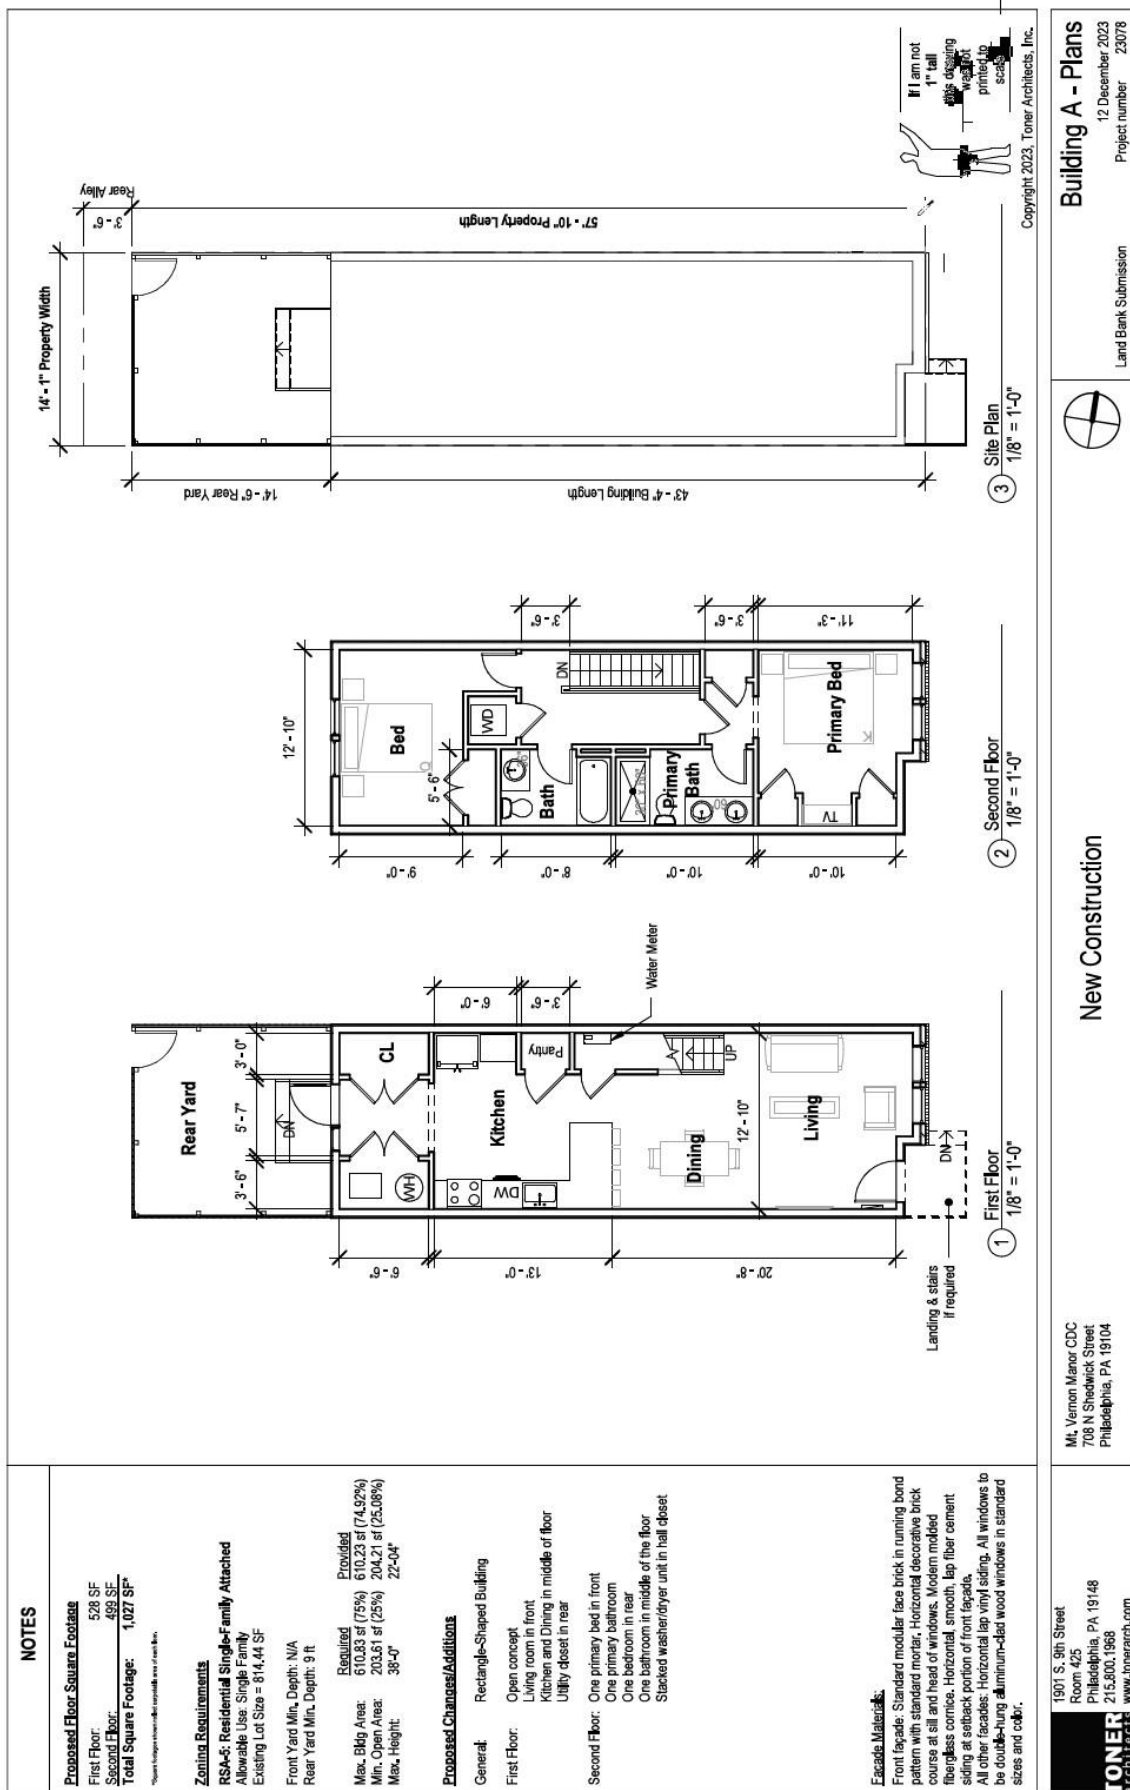 NOTES
Proposed Floor Square Footage
First Floor: 528 SF
Second Floor: 499 SF
Total Square Footage: 1,027 SF*
Zoning Requirements
RSA-5: Residential Single-Family Attached
Allowable Use: Single Family
Existing Lot Size = 814.44 SF
Front Yard Min. Depth: N/A
Rear Yard Min. Depth: 9 ft
Required Provided
Max. Bldg Area: 610.83 sf (75%) 610.23 sf (74.92%)
Min. Open Area: 203.61 sf (25%) 204.21 sf (25.08%)
Max. Height: 38'-0" 22'-04"
Proposed Changes/Additions
General: Rectangle-Shaped Building
First Floor: Open concept
Living room in front
Kitchen and Dining in middle of floor
Utility closet in rear
Second Floor: One primary bed in front
One primary bathroom
One bedroom in rear
One bathroom in middle of the floor
Stacked washer/dryer unit in hall closet
Facade Materials:
Front façade: Standard modular face brick in running bond
pattern with standard mortar. Horizontal decorative brick
course at sill and head of windows. Modern molded
fiberglass cornice. Horizontal, smooth, lap fiber cement
siding at setback portion of front façade.
All other facades: Horizontal lap vinyl siding. All windows to
be double-hung aluminum-clad wood windows in standard
sizes and color.
Rear Yard
3' - 6"
5' - 7"
3' - 0"
DN
WH
CL
Kitchen
DW
Pantry
Water Meter
UP
Dining
12' - 10"
Living
DN
6' - 6"
13' - 0"
20' - 8"
6' - 0"
3' - 6"
Landing & stairs
if required
1 First Floor
1/8" = 1'-0"
12' - 10"
Bed
5' - 6"
WD
DN
Bath
36"
Primary
Bath
60"
Primary Bed
TV
9' - 0"
8' - 0"
10' - 0"
10' - 0"
3' - 6"
3' - 6"
11' - 3"
2 Second Floor
1/8" = 1'-0"
14' - 1" Property Width
3' - 6"
Rear Alley
57' - 10" Property Length
14' - 6" Rear Yard
43' - 4" Building Length
3 Site Plan
1/8" = 1'-0"
If I am not
1" tall
this drawing
was not
printed to
scale
Copyright 2023, Toner Architects, Inc.
TONER
architects
1901 S. 9th Street
Room 425
Philadelphia, PA 19148
215.800.1968
www.tonerarch.com
Mt. Vernon Manor CDC
708 N Shedwick Street
Philadelphia, PA 19104
New Construction
Land Bank Submission
Building A - Plans
12 December 2023
Project number 23078